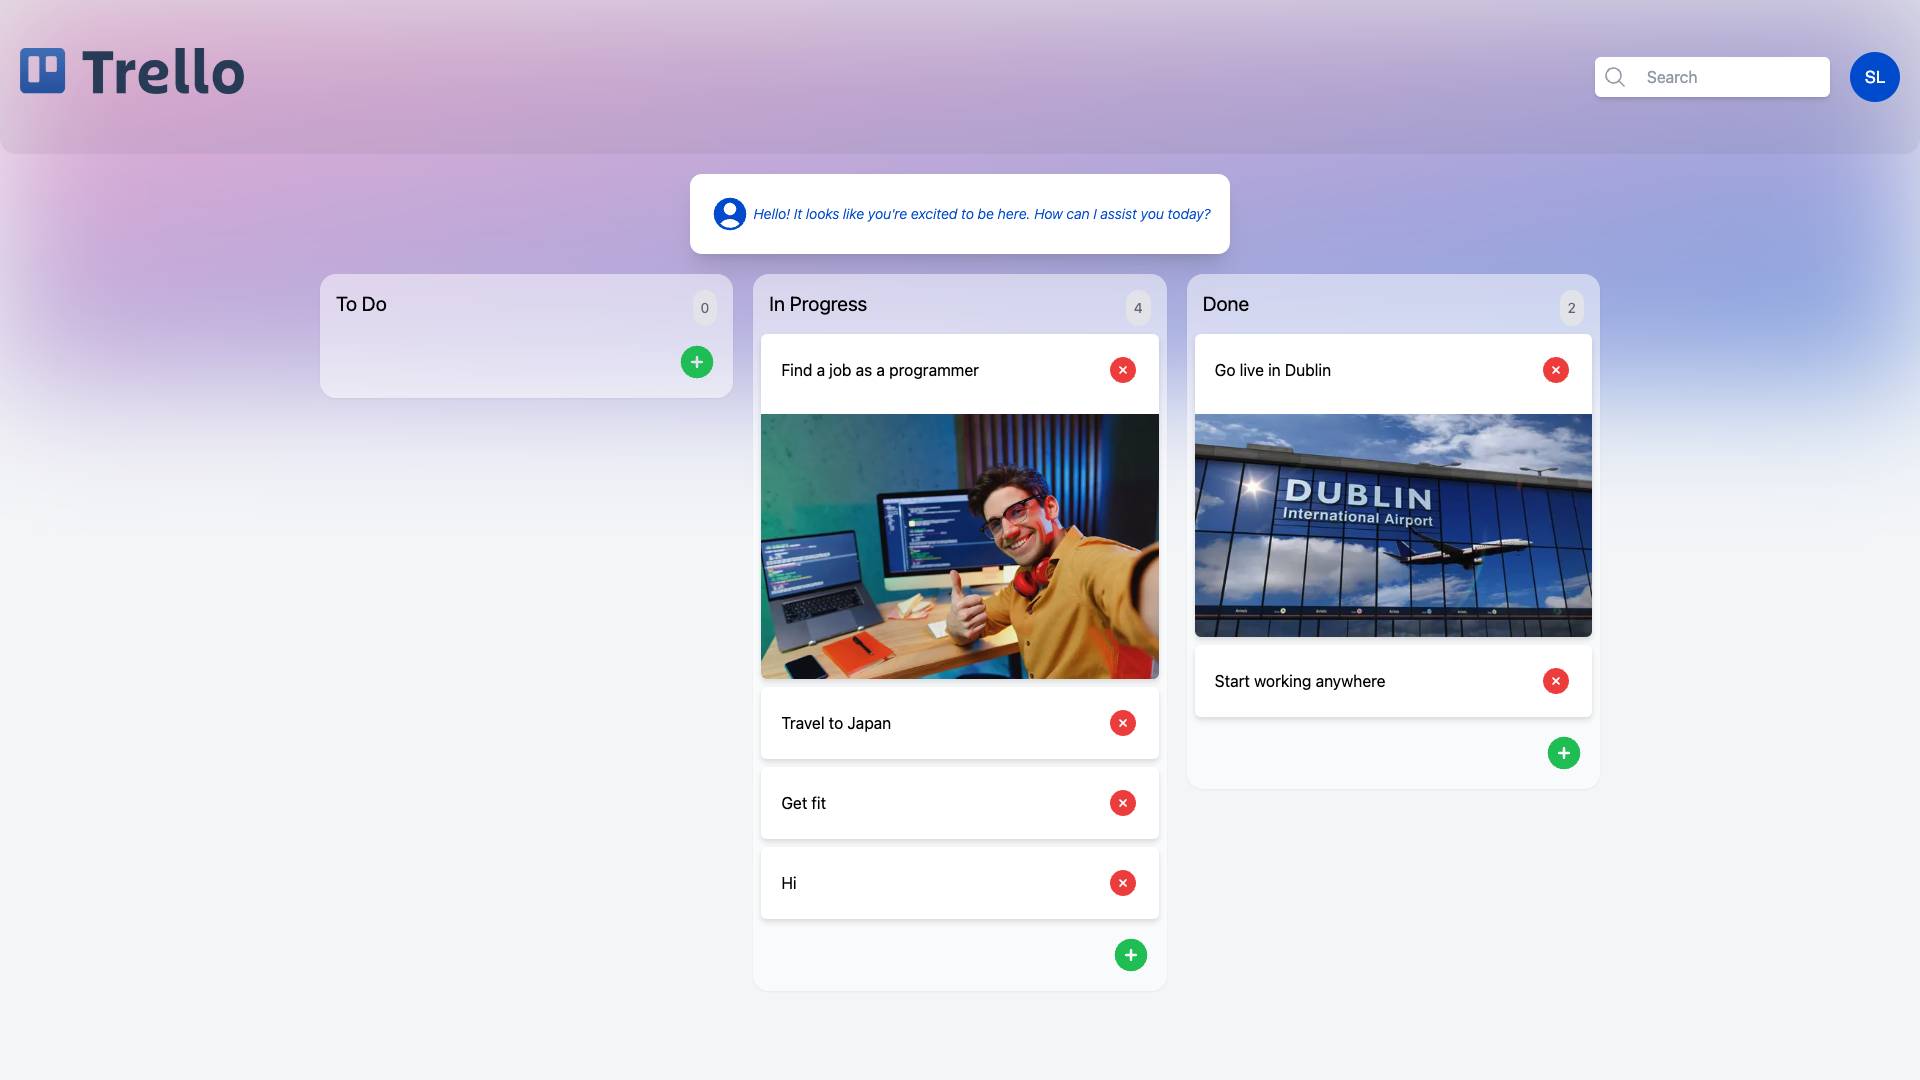 Trello
Search
SL
Hello! It looks like you're excited to be here. How can I assist you today?
To Do
0
In Progress
4
Find a job as a programmer
Travel to Japan
Get fit
Hi
Done
2
Go live in Dublin
DUBLIN
International Airport
Start working anywhere